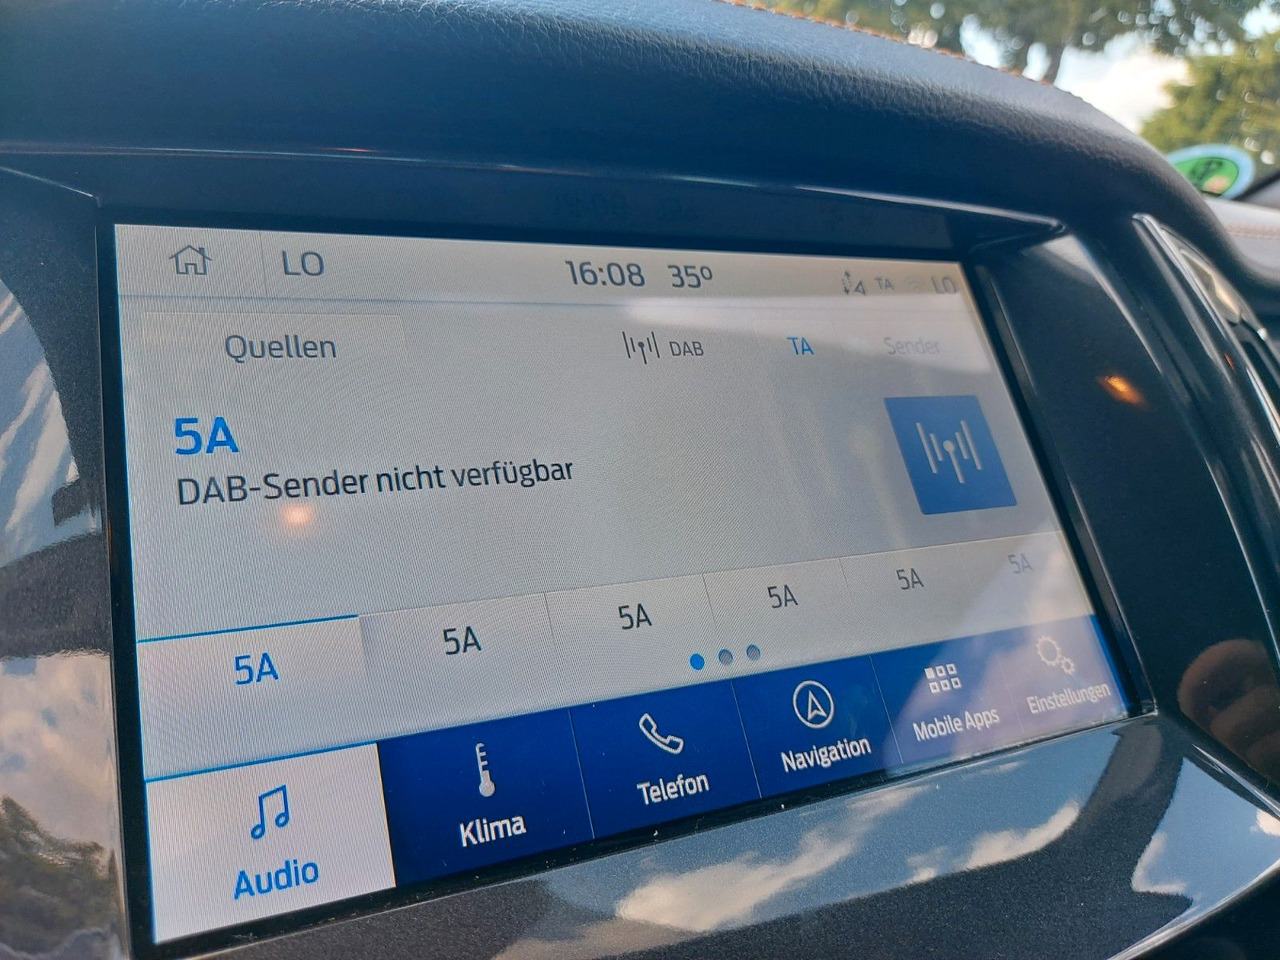 LO 16:08 35° 4 TA LO
Quellen DAB TA Sender
5A
DAB-Sender nicht verfügbar
5A 5A 5A 5A 5A 5A
Audio Klima Telefon Navigation Mobile Apps Einstellungen